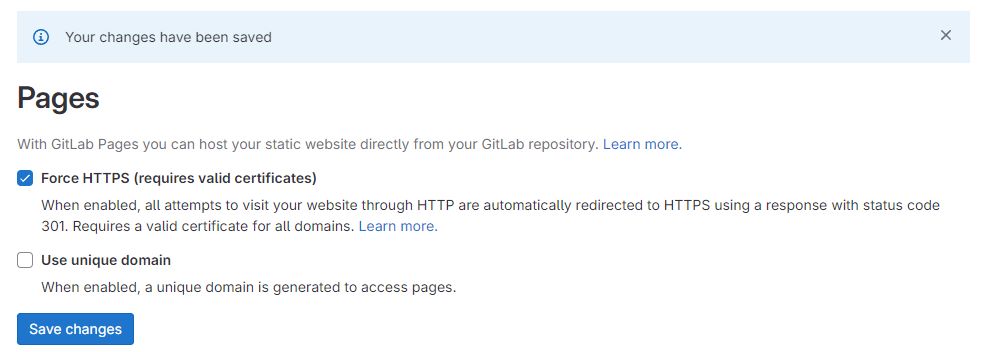 Your changes have been saved
Pages
With GitLab Pages you can host your static website directly from your GitLab repository. Learn more.
Force HTTPS (requires valid certificates)
When enabled, all attempts to visit your website through HTTP are automatically redirected to HTTPS using a response with status code
301. Requires a valid certificate for all domains. Learn more.
Use unique domain
When enabled, a unique domain is generated to access pages.
Save changes